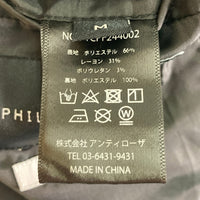 M
表地 ポリエステル 66%
レーヨン 31%
ポリウレタン 3%
裏地 ポリエステル 100%
PHIL
株式会社 アンティローザ
TEL 03-6431-9431
MADE IN CHINA